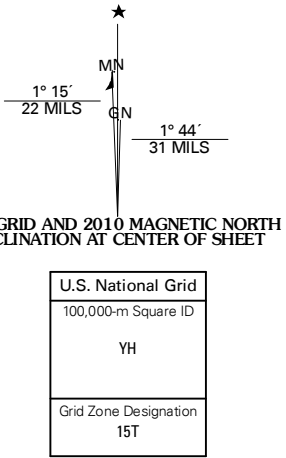 MN
1° 15´
22 MILS
GN
1° 44´
31 MILS
GRID AND 2010 MAGNETIC NORTH
CLINATION AT CENTER OF SHEET
U.S. National Grid
100,000-m Square ID
YH
Grid Zone Designation
15T